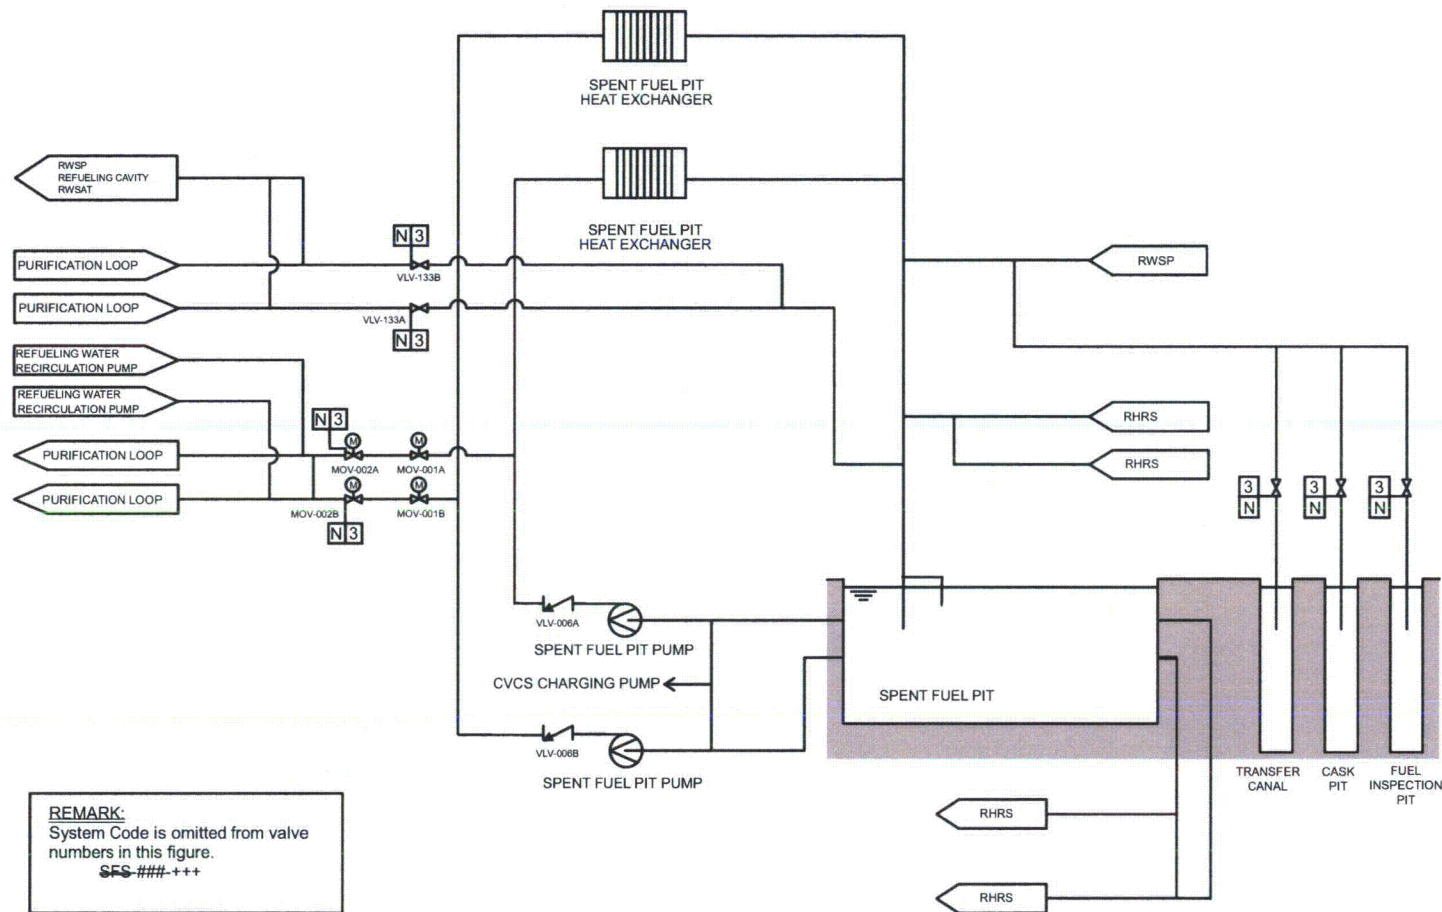 SPENT FUEL PIT
HEAT EXCHANGER
RWSP
REFUELING CAVITY
RWSAT
SPENT FUEL PIT
HEAT EXCHANGER
N 3
PURIFICATION LOOP
VLV-133B
RWSP
PURIFICATION LOOP
VLV-133A
N 3
REFUELING WATER
RECIRCULATION PUMP
REFUELING WATER
RECIRCULATION PUMP
N 3
M
M
RHRS
PURIFICATION LOOP
MOV-002A
MOV-001A
RHRS
M
M
PURIFICATION LOOP
MOV-002B
MOV-001B
N 3
3
N
3
N
3
N
VLV-006A
SPENT FUEL PIT PUMP
CVCS CHARGING PUMP
SPENT FUEL PIT
VLV-006B
SPENT FUEL PIT PUMP
TRANSFER
CANAL
CASK
PIT
FUEL
INSPECTION
PIT
RHRS
RHRS
REMARK:
System Code is omitted from valve
numbers in this figure.
SFS-###-+++